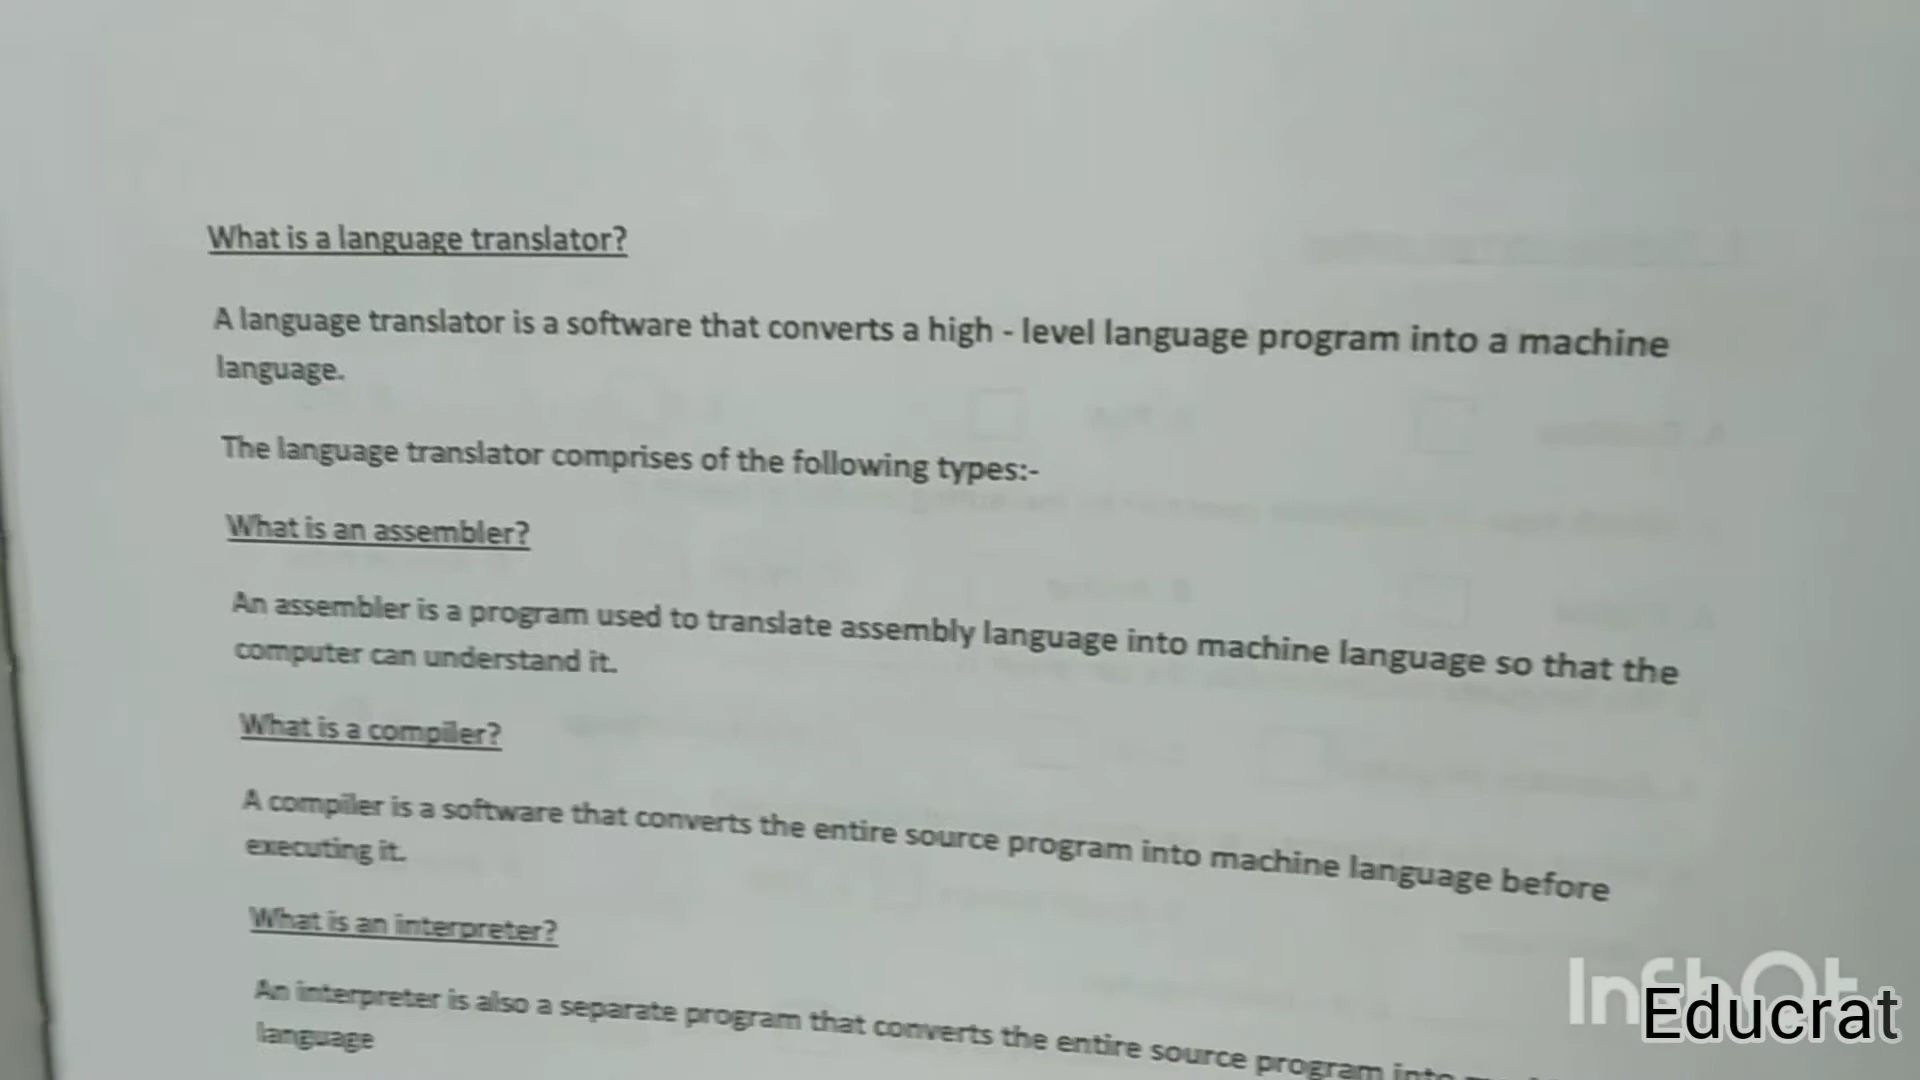 What is a language translator?
A language translator is a software that converts a high - level language program into a machine
language.
The language translator comprises of the following types:-
What is an assembler?
An assembler is a program used to translate assembly language into machine language so that the
computer can understand it.
What is a compiler?
A compiler is a software that converts the entire source program into machine language before
executing it.
What is an interpreter?
An interpreter is also a separate program that converts the entire source program into
language
InShOt
Educrat